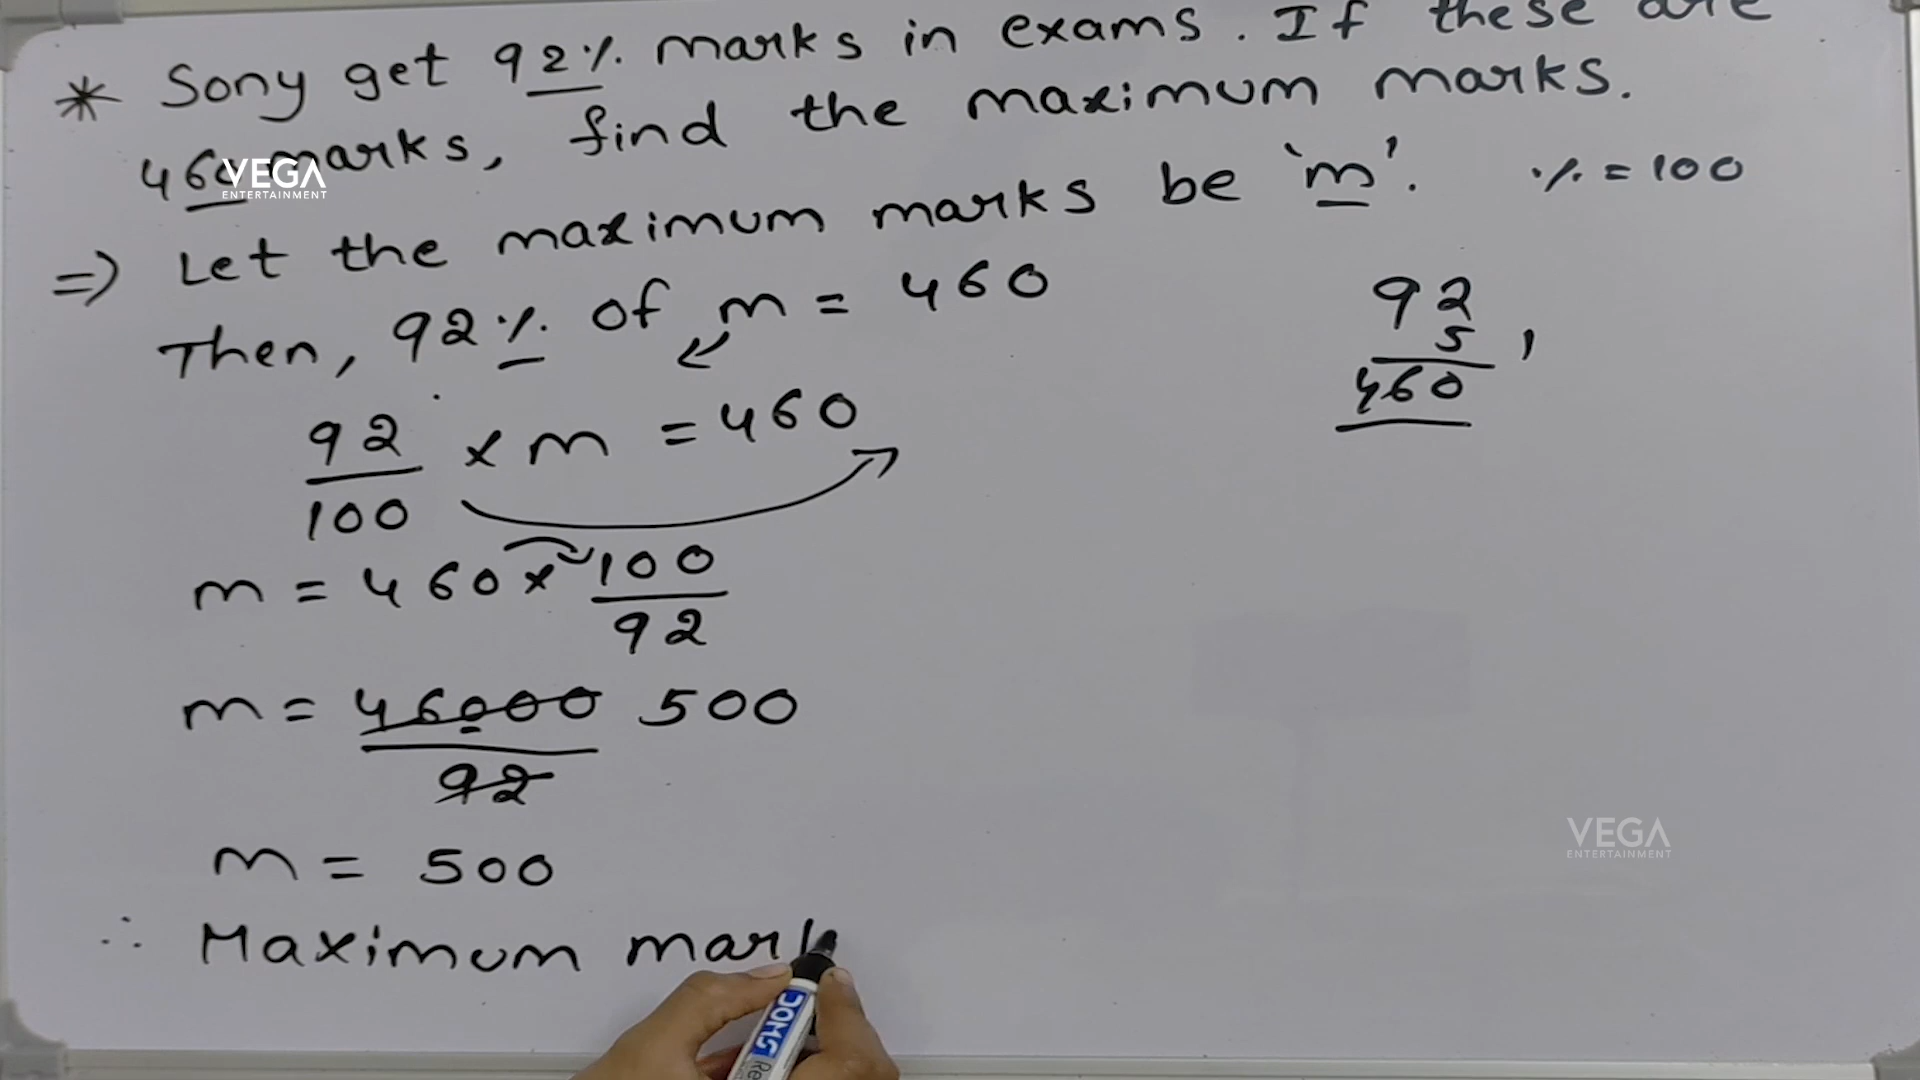 * Sony get 92% marks in exams. If these are
460 marks, find the maximum marks.
VEGA
ENTERTAINMENT
=) Let the maximum marks be 'm'. % = 100
Then, 92% of m = 460
92
5
460
92/100 x m = 460
m = 460 x 100/92
m = 46000/92 500
m = 500
∴ Maximum mark
VEGA
ENTERTAINMENT
DOMS
Re